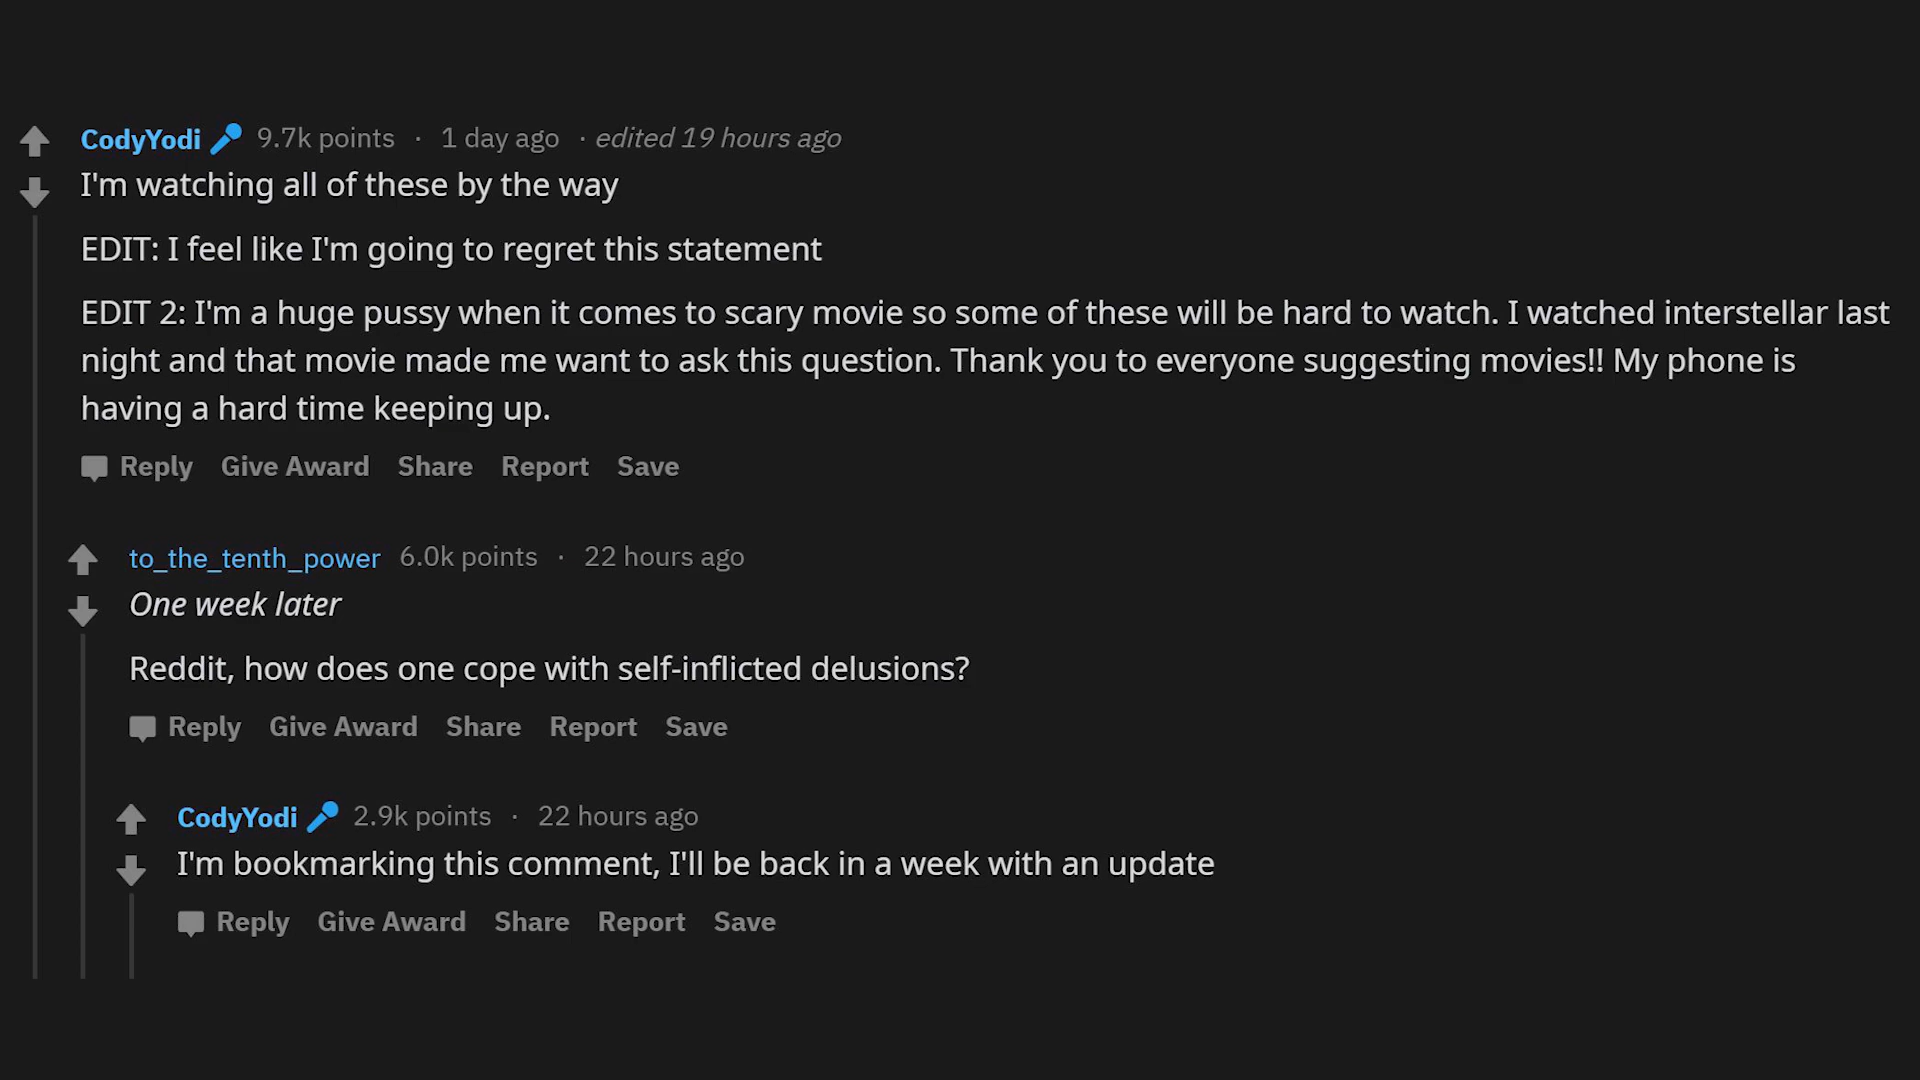 CodyYodi 9.7k points · 1 day ago · edited 19 hours ago
I'm watching all of these by the way
EDIT: I feel like I'm going to regret this statement
EDIT 2: I'm a huge pussy when it comes to scary movie so some of these will be hard to watch. I watched interstellar last
night and that movie made me want to ask this question. Thank you to everyone suggesting movies!! My phone is
having a hard time keeping up.
Reply Give Award Share Report Save
to_the_tenth_power 6.0k points · 22 hours ago
One week later
Reddit, how does one cope with self-inflicted delusions?
Reply Give Award Share Report Save
CodyYodi 2.9k points · 22 hours ago
I'm bookmarking this comment, I'll be back in a week with an update
Reply Give Award Share Report Save